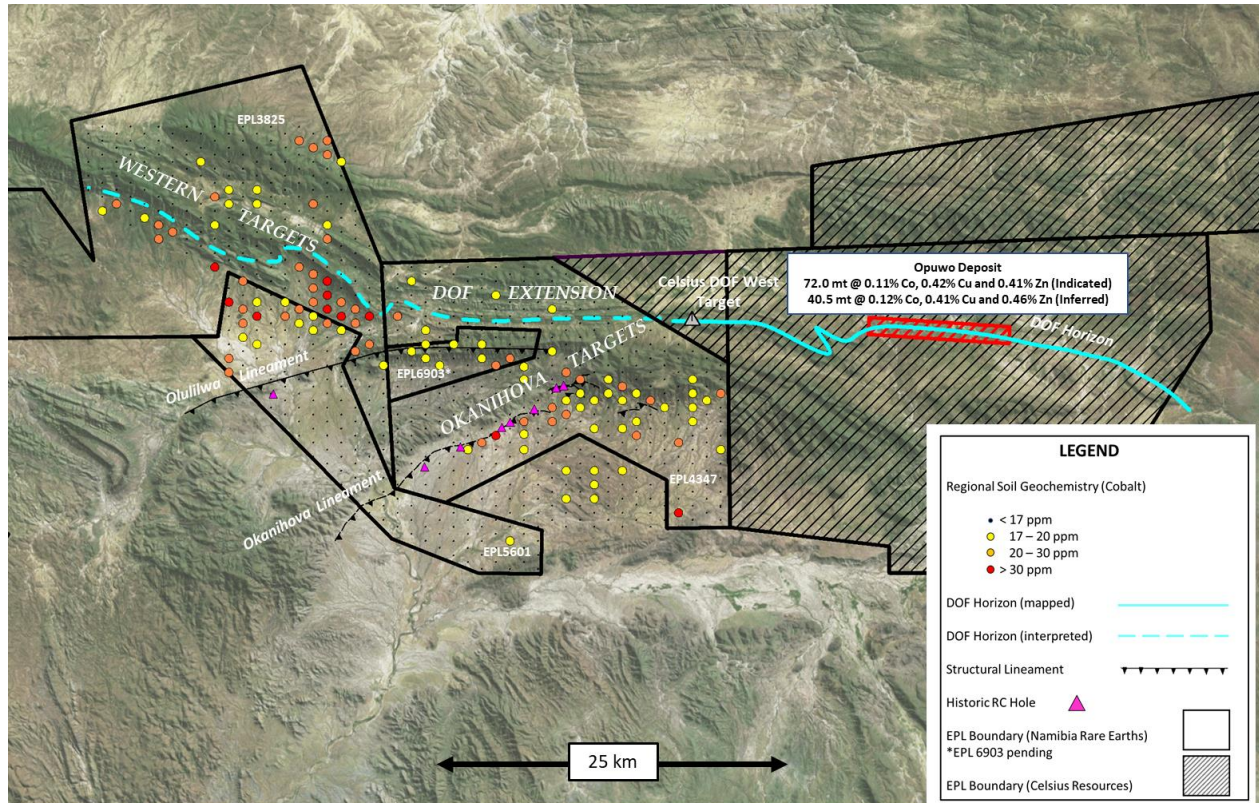 EPL3825
WESTERN TARGETS
DOF EXTENSION
Celsius DOF West
Target
Opuwo Deposit
72.0 mt @ 0.11% Co, 0.42% Cu and 0.41% Zn (Indicated)
40.5 mt @ 0.12% Co, 0.41% Cu and 0.46% Zn (Inferred)
DOF Horizon
Olulilwa Lineament
EPL6903*
OKANIHOVA TARGETS
EPL4347
Okanihova Lineament
EPL5601
25 km
LEGEND
Regional Soil Geochemistry (Cobalt)
< 17 ppm
17 – 20 ppm
20 – 30 ppm
> 30 ppm
DOF Horizon (mapped)
DOF Horizon (interpreted)
Structural Lineament
Historic RC Hole
EPL Boundary (Namibia Rare Earths)
*EPL 6903 pending
EPL Boundary (Celsius Resources)